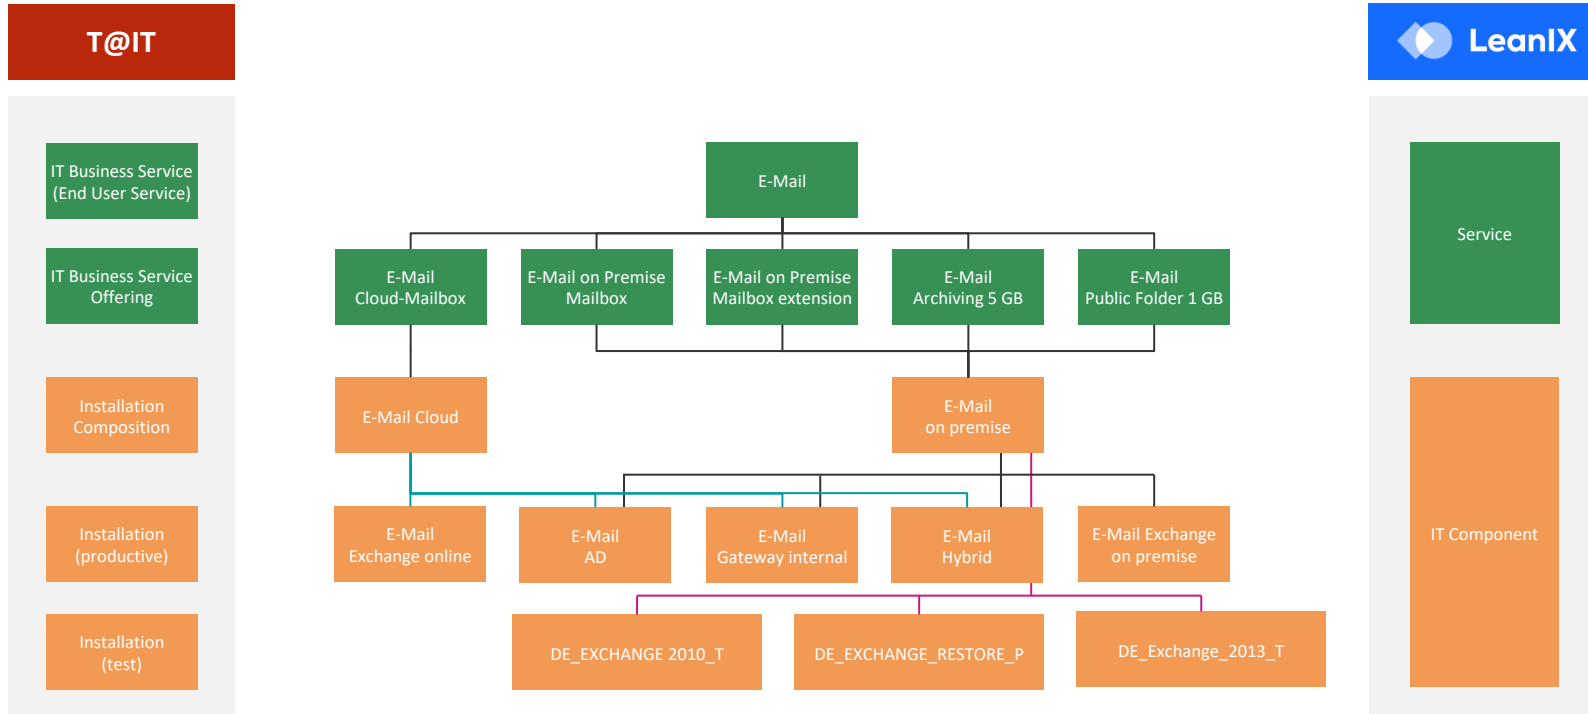 T@IT
LeanIX
IT Business Service
(End User Service)
E-Mail
Service
IT Business Service
Offering
E-Mail
Cloud-Mailbox
E-Mail on Premise
Mailbox
E-Mail on Premise
Mailbox extension
E-Mail
Archiving 5 GB
E-Mail
Public Folder 1 GB
Installation
Composition
E-Mail Cloud
E-Mail
on premise
Installation
(productive)
E-Mail
Exchange online
E-Mail
AD
E-Mail
Gateway internal
E-Mail
Hybrid
E-Mail Exchange
on premise
IT Component
Installation
(test)
DE_EXCHANGE 2010_T
DE_EXCHANGE_RESTORE_P
DE_Exchange_2013_T